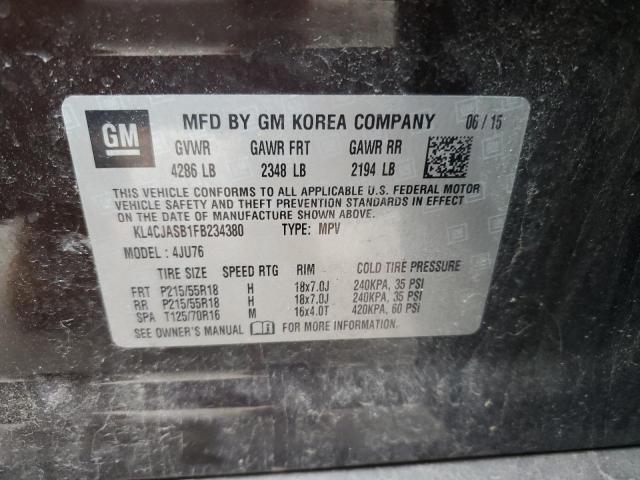 GM
MFD BY GM KOREA COMPANY 06 / 15
GVWR GAWR FRT GAWR RR
4286 LB 2348 LB 2194 LB
THIS VEHICLE CONFORMS TO ALL APPLICABLE U.S. FEDERAL MOTOR
VEHICLE SAFETY AND THEFT PREVENTION STANDARDS IN EFFECT
ON THE DATE OF MANUFACTURE SHOWN ABOVE.
KL4CJASB1FB234380 TYPE: MPV
MODEL: 4JU76
TIRE SIZE SPEED RTG RIM COLD TIRE PRESSURE
FRT P215/55R18 H 18x7.0J 240KPA, 35 PSI
RR P215/55R18 H 18x7.0J 240KPA, 35 PSI
SPA T125/70R16 M 16x4.0T 420KPA, 60 PSI
SEE OWNER'S MANUAL FOR MORE INFORMATION.